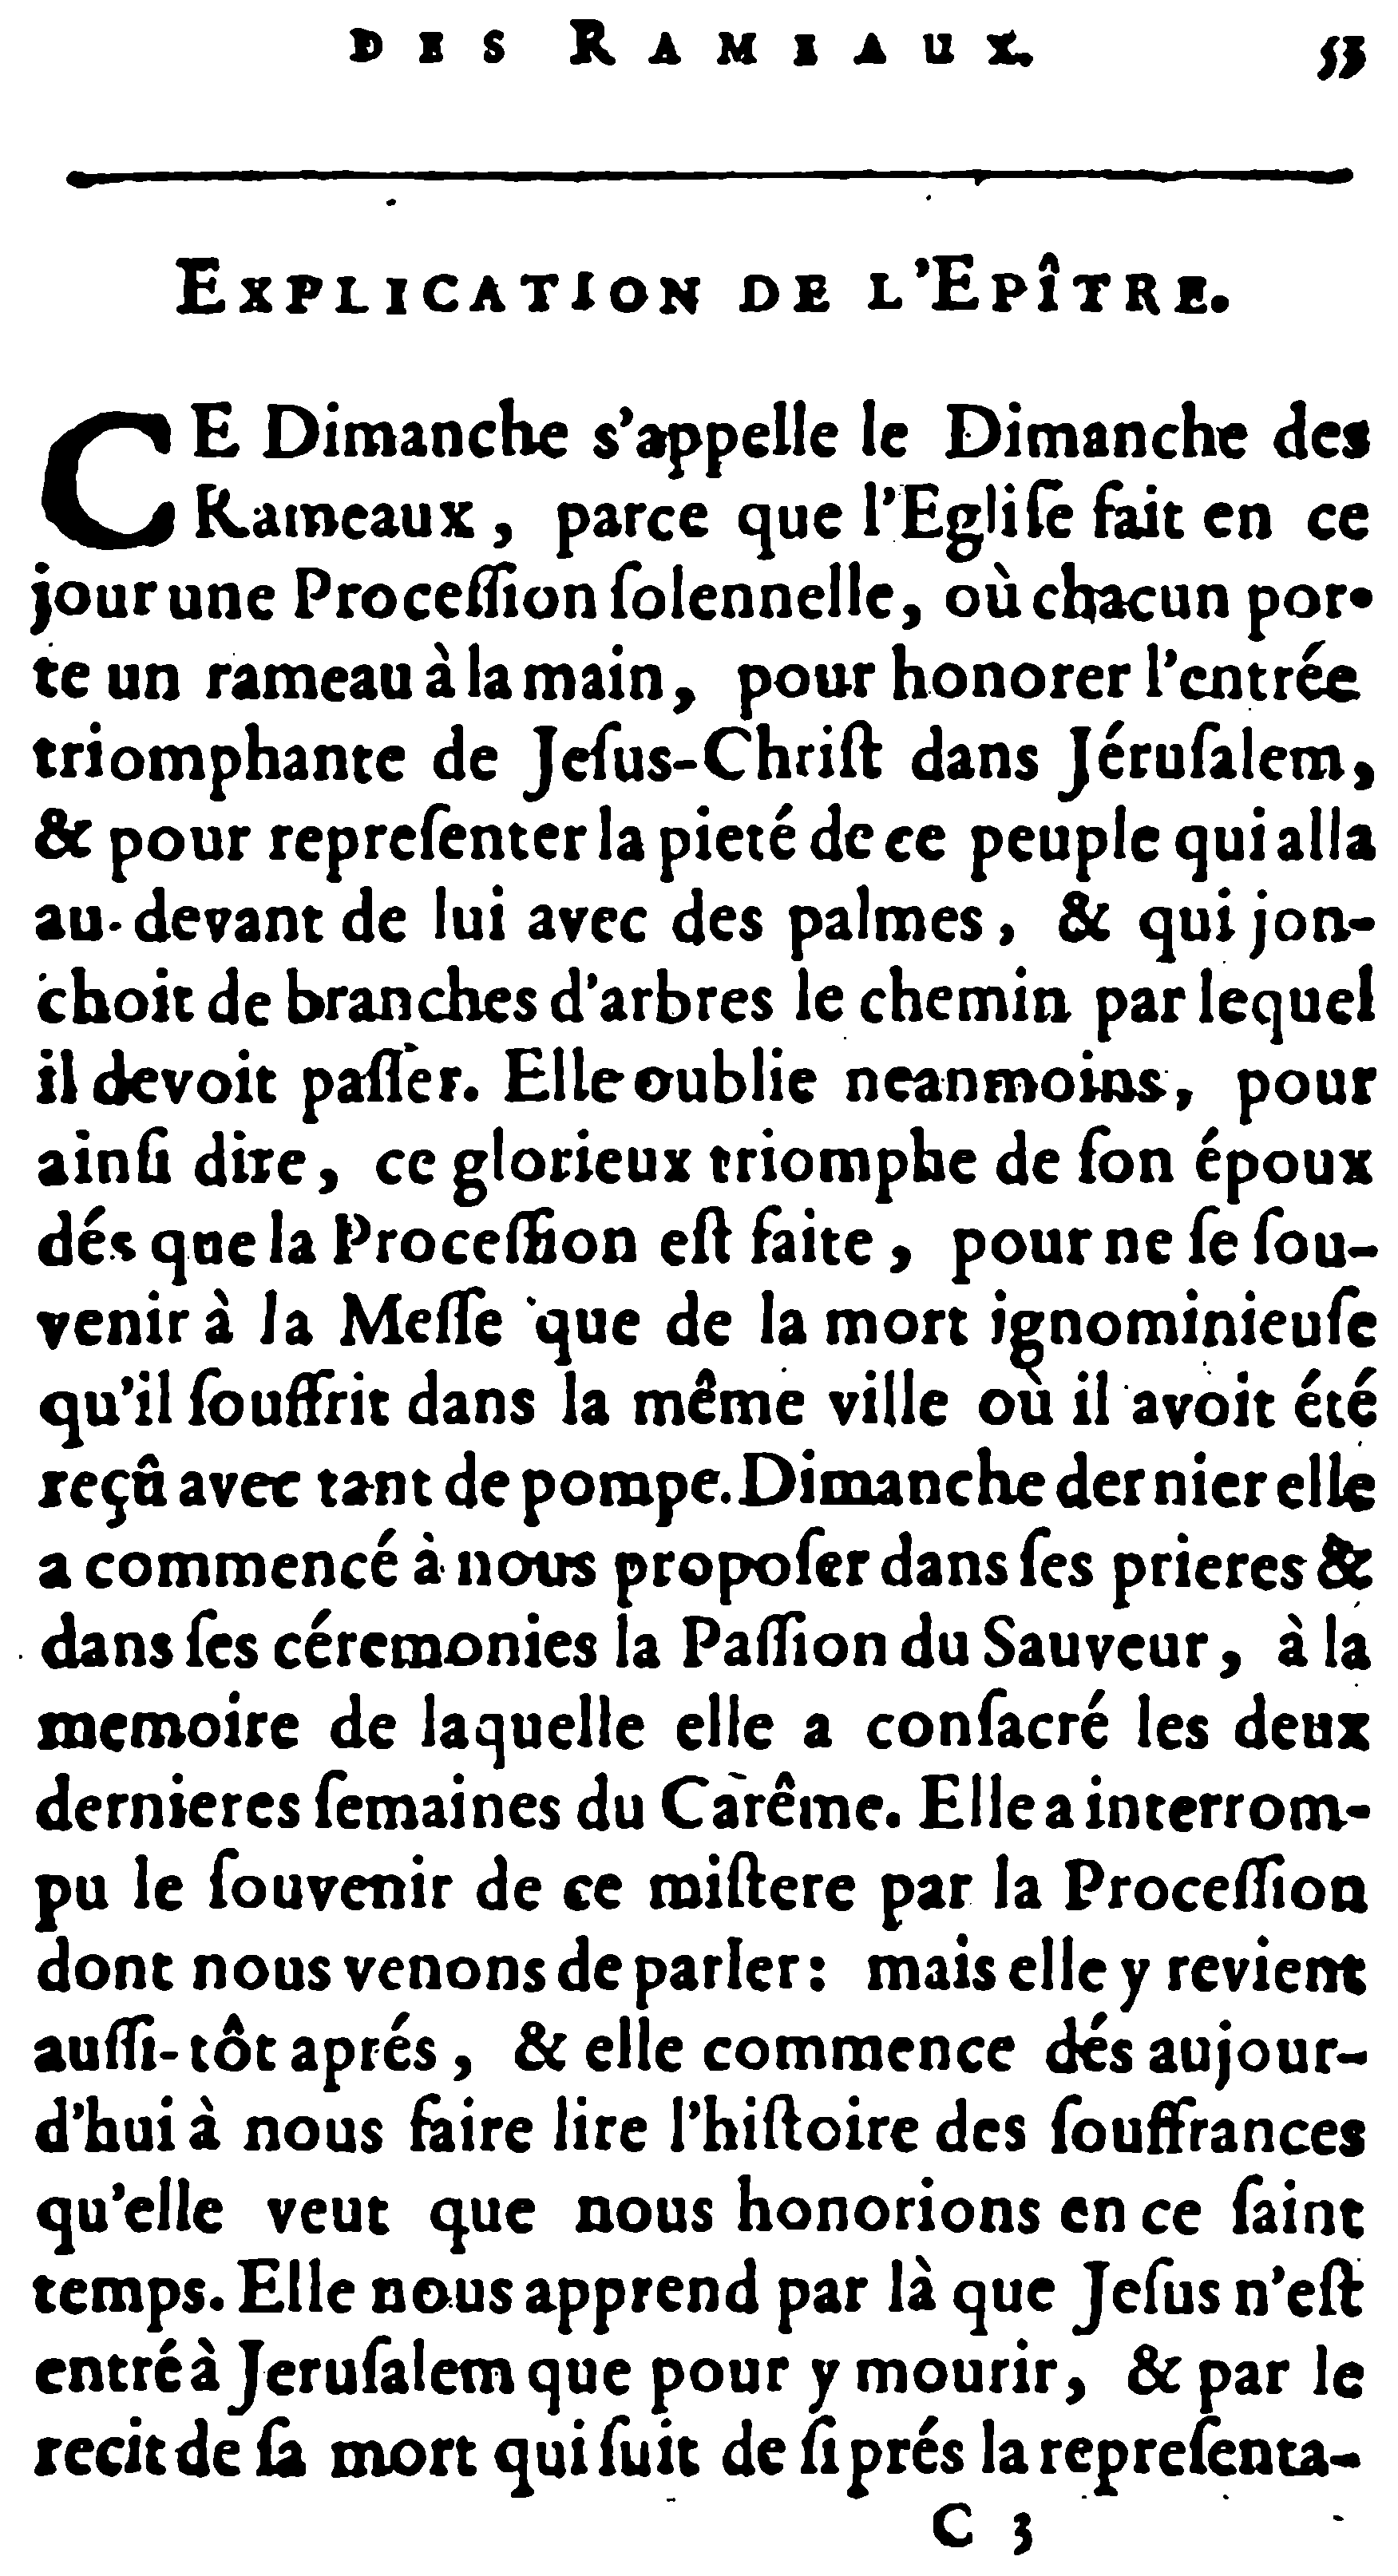 DES RAMEAUX. 53
EXPLICATION DE L'EPÎTRE.
CE Dimanche s'appelle le Dimanche des
Rameaux, parce que l'Egliſe fait en ce
jour une Proceſſion ſolennelle, où chacun por-
te un rameau à la main, pour honorer l'entrée
triomphante de Jeſus-Chriſt dans Jéruſalem,
& pour repreſenter la pieté de ce peuple qui alla
au-devant de lui avec des palmes, & qui jon-
choit de branches d'arbres le chemin par lequel
il devoit paſſer. Elle oublie neanmoins, pour
ainſi dire, ce glorieux triomphe de ſon époux
dés que la Proceſſion eſt faite, pour ne ſe ſou-
venir à la Meſſe que de la mort ignominieuſe
qu'il ſouffrit dans la même ville où il avoit été
reçû avec tant de pompe. Dimanche dernier elle
a commencé à nous propoſer dans ſes prieres &
dans ſes céremonies la Paſſion du Sauveur, à la
memoire de laquelle elle a conſacré les deux
dernieres ſemaines du Carême. Elle a interrom-
pu le ſouvenir de ce miſtere par la Proceſſion
dont nous venons de parler: mais elle y revient
auſſi-tôt aprés, & elle commence dés aujour-
d'hui à nous faire lire l'hiſtoire des ſouffrances
qu'elle veut que nous honorions en ce ſaint
temps. Elle nous apprend par là que Jeſus n'eſt
entré à Jeruſalem que pour y mourir, & par le
recit de ſa mort qui ſuit de ſi prés la repreſenta-
C 3